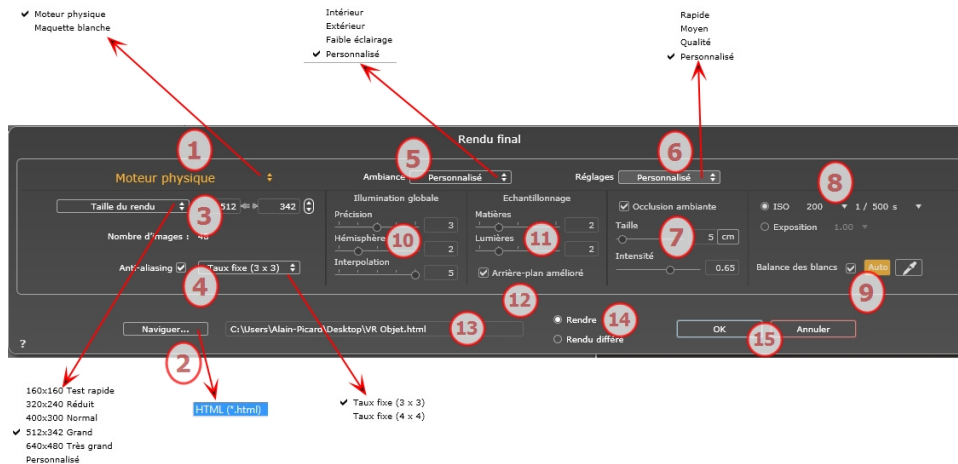 ✔ Moteur physique
Maquette blanche
Intérieur
Extérieur
Faible éclairage
✔ Personnalisé
Rapide
Moyen
Qualité
✔ Personnalisé
Rendu final
1
5
6
8
Moteur physique
Ambiance Personnalisé
Réglages Personnalisé
Taille du rendu 3 512 342
Nombre d'images :
Anti-aliasing Taux fixe (3 x 3)
4
Illumination globale
Précision 3
Hémisphère 10 2
Interpolation 5
Echantillonnage
Matières 2
Lumières 11 2
Arrière-plan amélioré
12
Occlusion ambiante
Taille 7 5 cm
Intensité 0.65
ISO 200 1 / 500 s
Exposition 1.00
Balance des blancs Auto
9
Naviguer... C:\Users\Alain-Picard\Desktop\VR Objet.html 13
2
Rendre 14
Rendu différé
OK 15 Annuler
?
160x160 Test rapide
320x240 Réduit
400x300 Normal
✔ 512x342 Grand
640x480 Très grand
Personnalisé
HTML (*.html)
✔ Taux fixe (3 x 3)
Taux fixe (4 x 4)